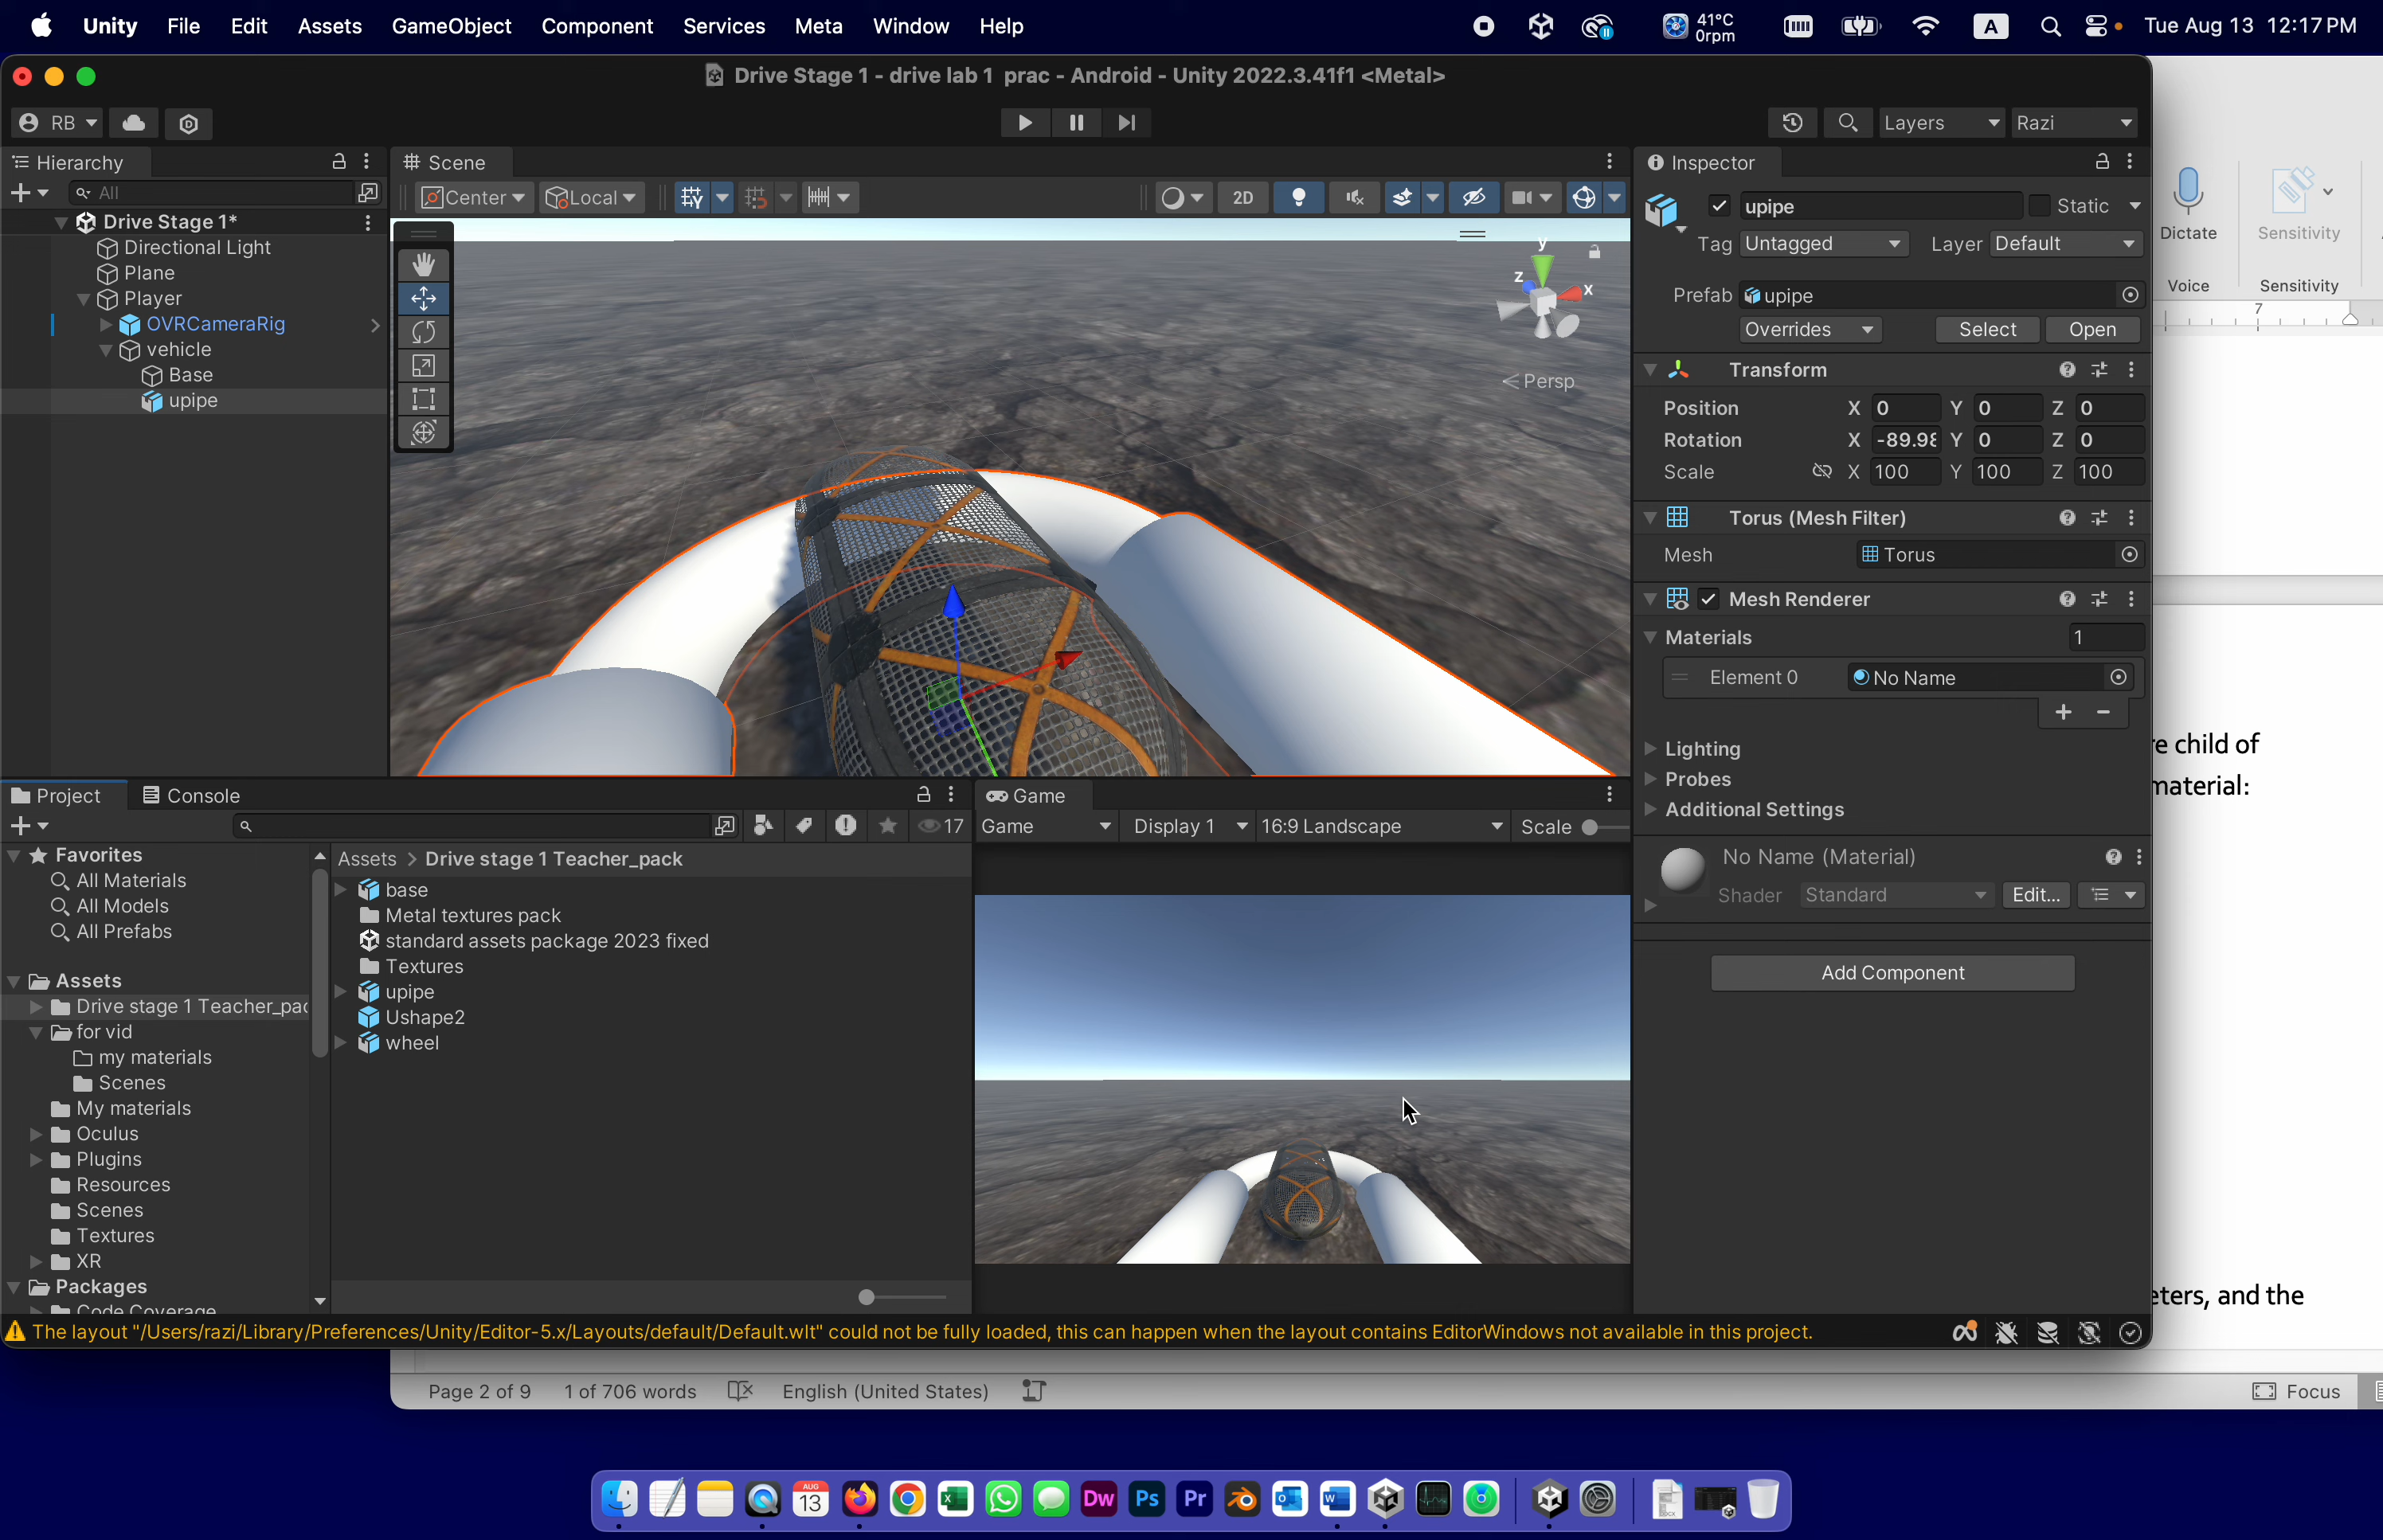 Unity File Edit Assets GameObject Component Services Meta Window Help
41°C
0rpm
A
Tue Aug 13 12:17 PM
Drive Stage 1 - drive lab 1 prac - Android - Unity 2022.3.41f1 <Metal>
RB
Layers
Razi
Hierarchy
All
Drive Stage 1*
Directional Light
Plane
Player
OVRCameraRig
vehicle
Base
upipe
Scene
Center
Local
2D
y
z
x
Persp
Inspector
upipe
Static
Tag Untagged
Layer Default
Prefab upipe
Overrides Select Open
Transform
Position X 0 Y 0 Z 0
Rotation X -89.98 Y 0 Z 0
Scale X 100 Y 100 Z 100
Torus (Mesh Filter)
Mesh Torus
Mesh Renderer
Materials 1
Element 0 No Name
Lighting
Probes
Additional Settings
No Name (Material)
Shader Standard Edit...
Add Component
Dictate
Sensitivity
Voice
Sensitivity
7
re child of
material:
eters, and the
Project Console
17
Favorites
All Materials
All Models
All Prefabs
Assets
Drive stage 1 Teacher_pac
for vid
my materials
Scenes
My materials
Oculus
Plugins
Resources
Scenes
Textures
XR
Packages
Code Coverage
Assets > Drive stage 1 Teacher_pack
base
Metal textures pack
standard assets package 2023 fixed
Textures
upipe
Ushape2
wheel
Game
Game Display 1 16:9 Landscape Scale
The layout "/Users/razi/Library/Preferences/Unity/Editor-5.x/Layouts/default/Default.wlt" could not be fully loaded, this can happen when the layout contains EditorWindows not available in this project.
Page 2 of 9 1 of 706 words English (United States) Focus
AUG
13
Dw
Ps
Pr
DOCX